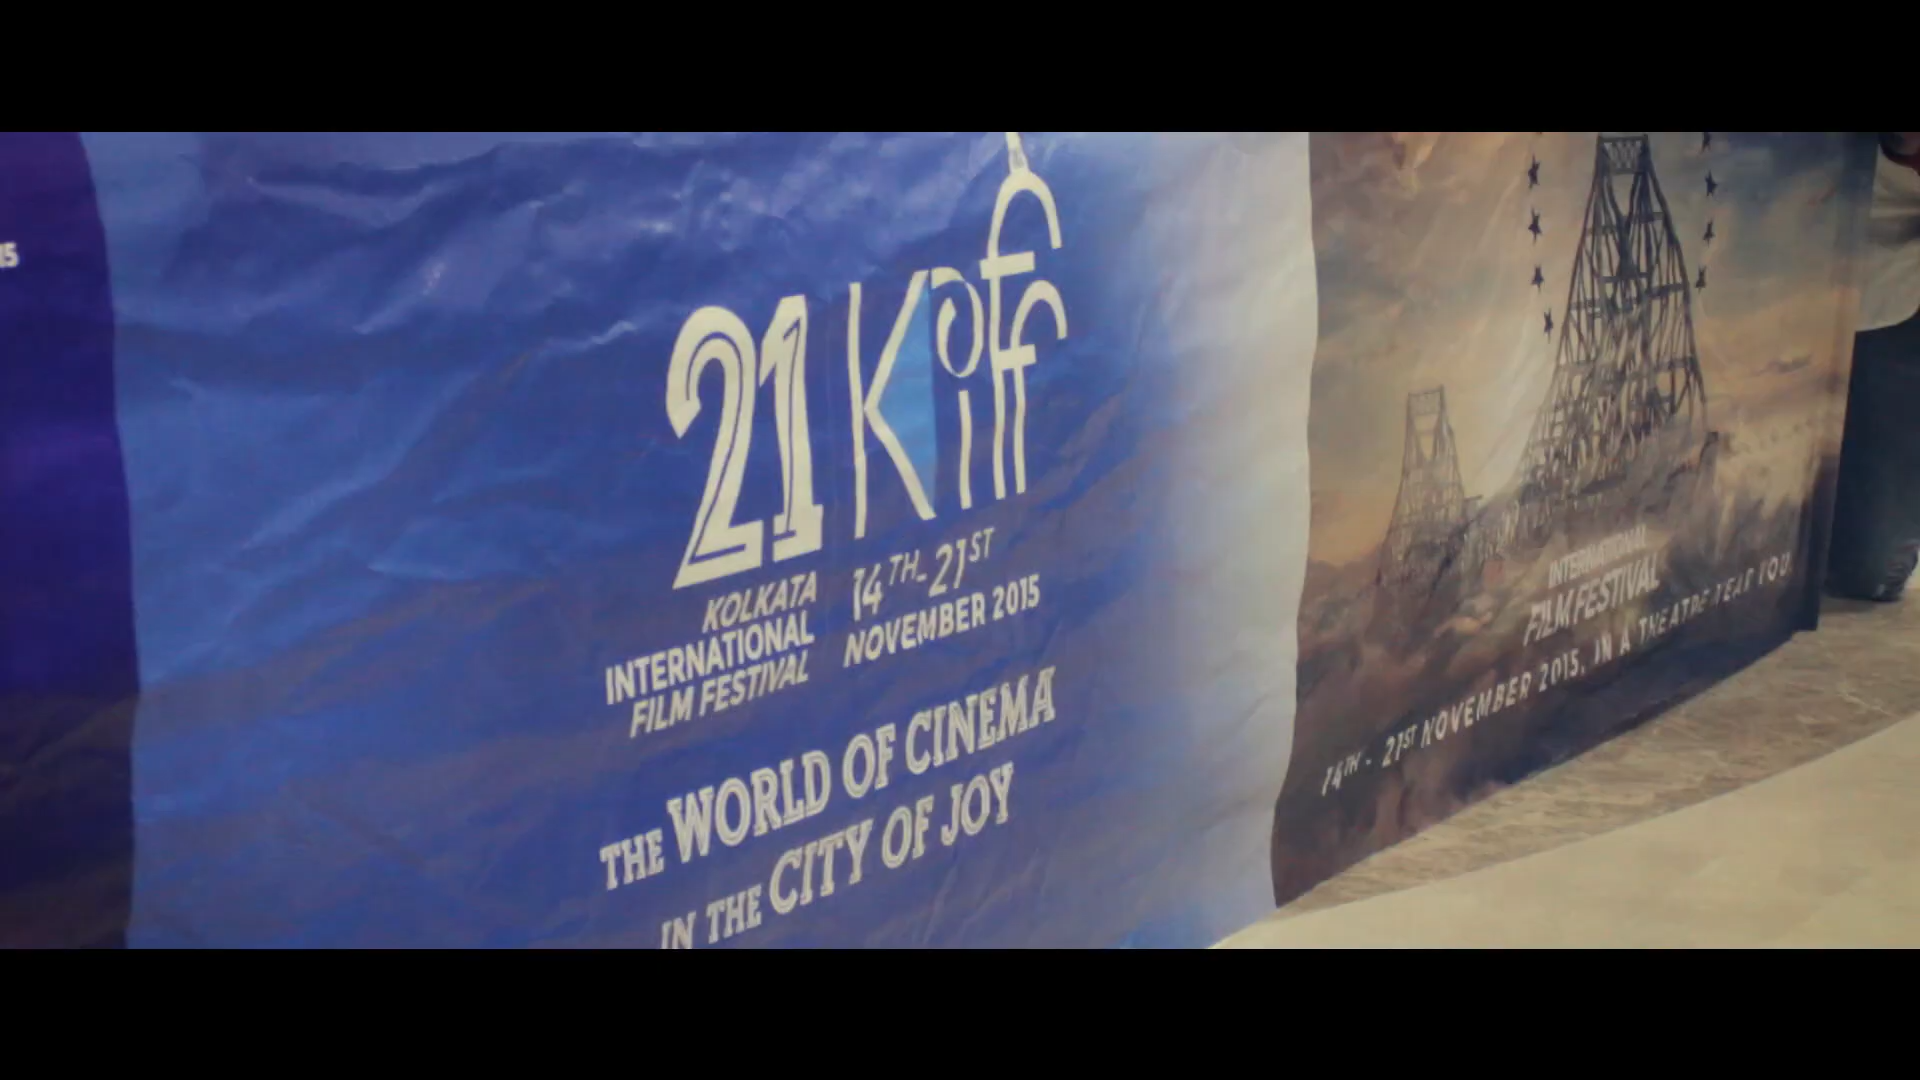 15
21 Kiff
KOLKATA
INTERNATIONAL
FILM FESTIVAL
14TH-21ST
NOVEMBER 2015
THE WORLD OF CINEMA
IN THE CITY OF JOY
INTERNATIONAL
FILM FESTIVAL
14TH - 21ST NOVEMBER 2015, IN A THEATRE NEAR YOU